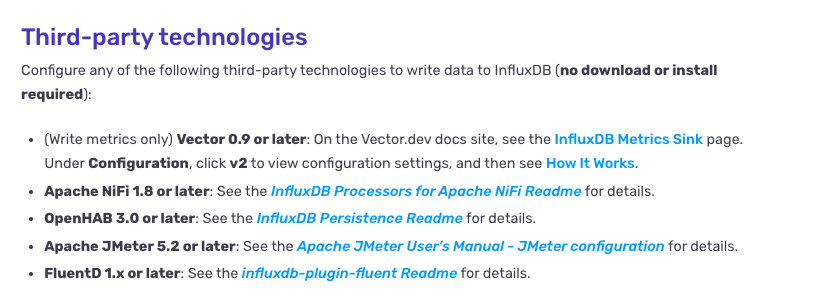 Third-party technologies
Configure any of the following third-party technologies to write data to InfluxDB (no download or install
required):
• (Write metrics only) Vector 0.9 or later: On the Vector.dev docs site, see the InfluxDB Metrics Sink page.
Under Configuration, click v2 to view configuration settings, and then see How It Works.
• Apache NiFi 1.8 or later: See the InfluxDB Processors for Apache NiFi Readme for details.
• OpenHAB 3.0 or later: See the InfluxDB Persistence Readme for details.
• Apache JMeter 5.2 or later: See the Apache JMeter User’s Manual - JMeter configuration for details.
• FluentD 1.x or later: See the influxdb-plugin-fluent Readme for details.